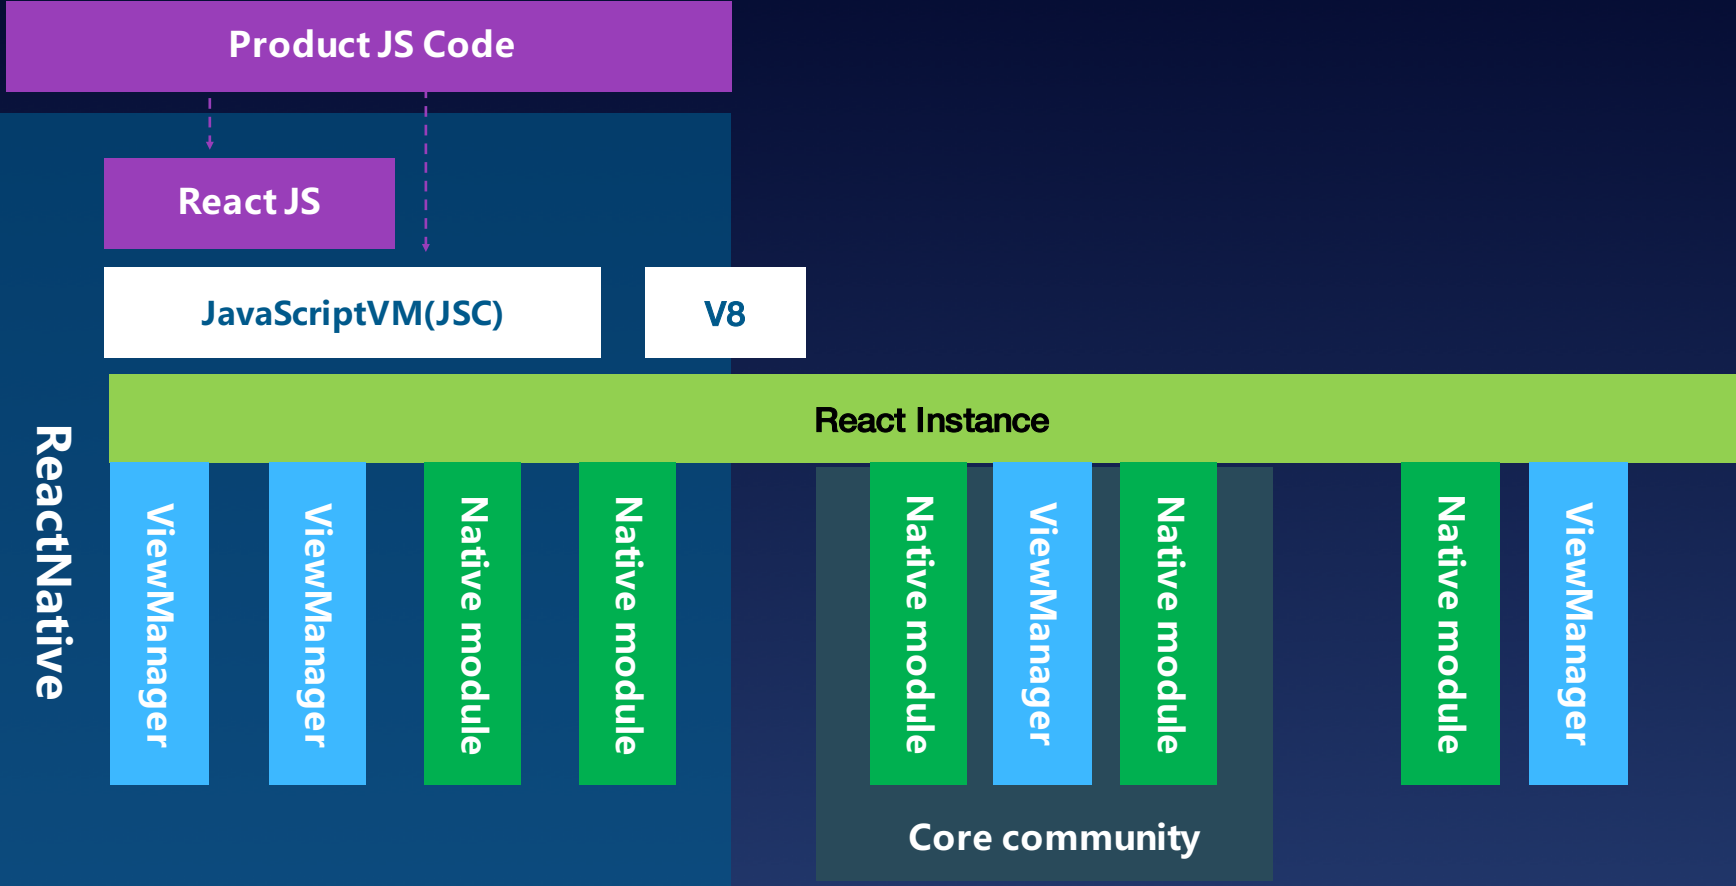 Product JS Code
React JS
JavaScriptVM(JSC)
V8
React Instance
ReactNative
ViewManager
ViewManager
Native module
Native module
Native module
ViewManager
Native module
Native module
ViewManager
Core community